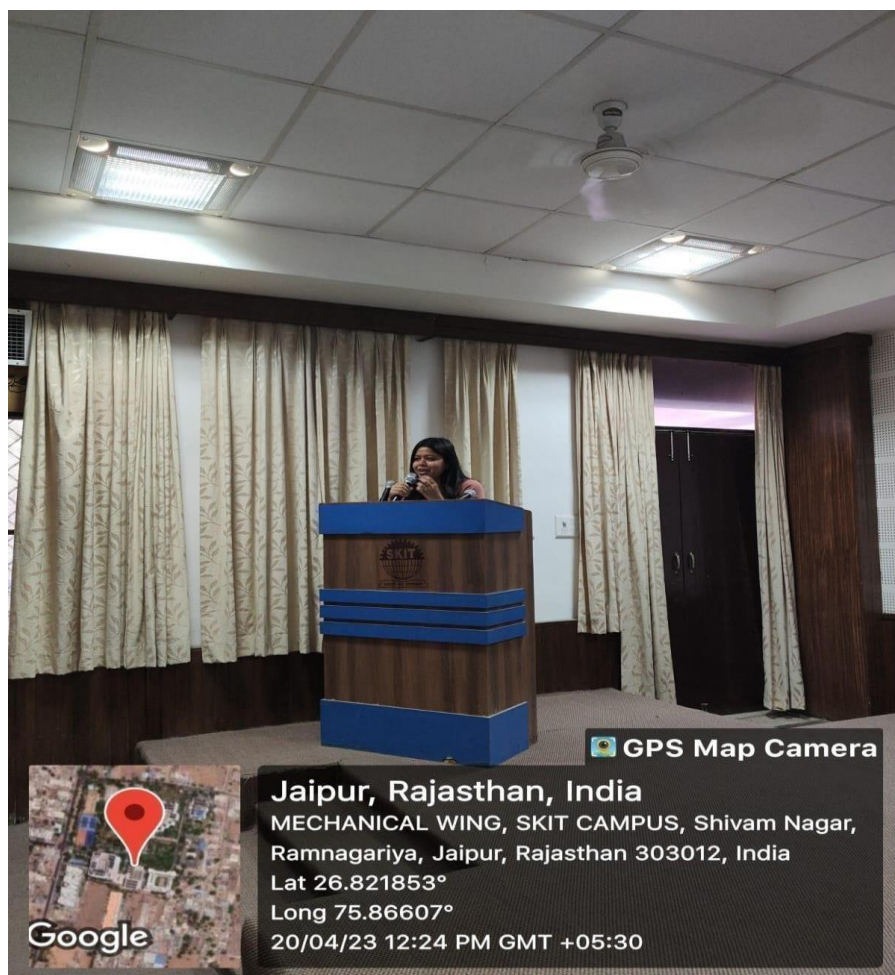 SKIT
GPS Map Camera
Jaipur, Rajasthan, India
MECHANICAL WING, SKIT CAMPUS, Shivam Nagar,
Ramnagariya, Jaipur, Rajasthan 303012, India
Lat 26.821853°
Long 75.86607°
20/04/23 12:24 PM GMT +05:30
Google